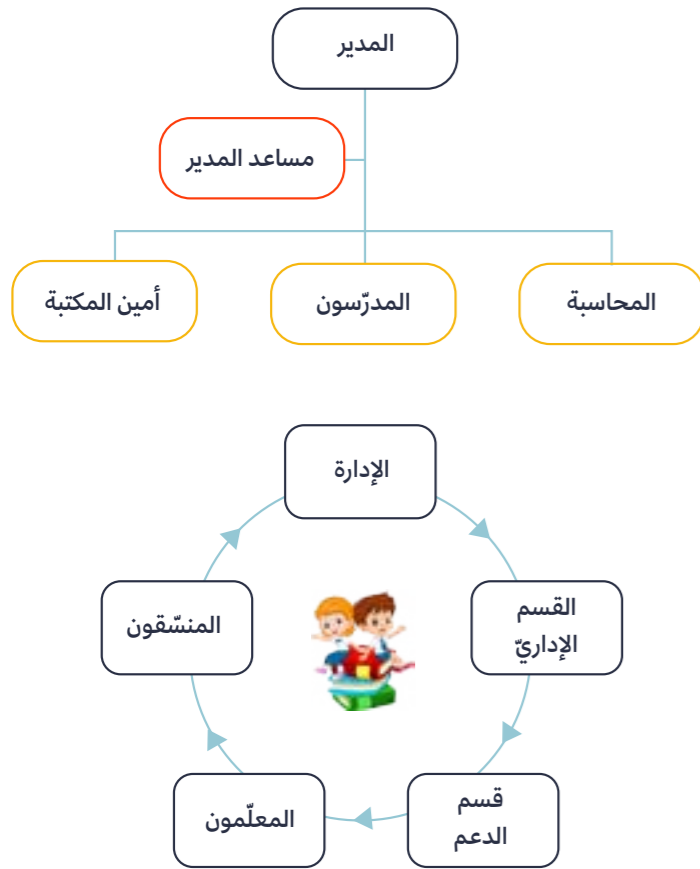 المدير
مساعد المدير
المحاسبة
المدرّسون
أمين المكتبة
الإدارة
القسم
الإداريّ
قسم
الدعم
المعلّمون
المنسّقون